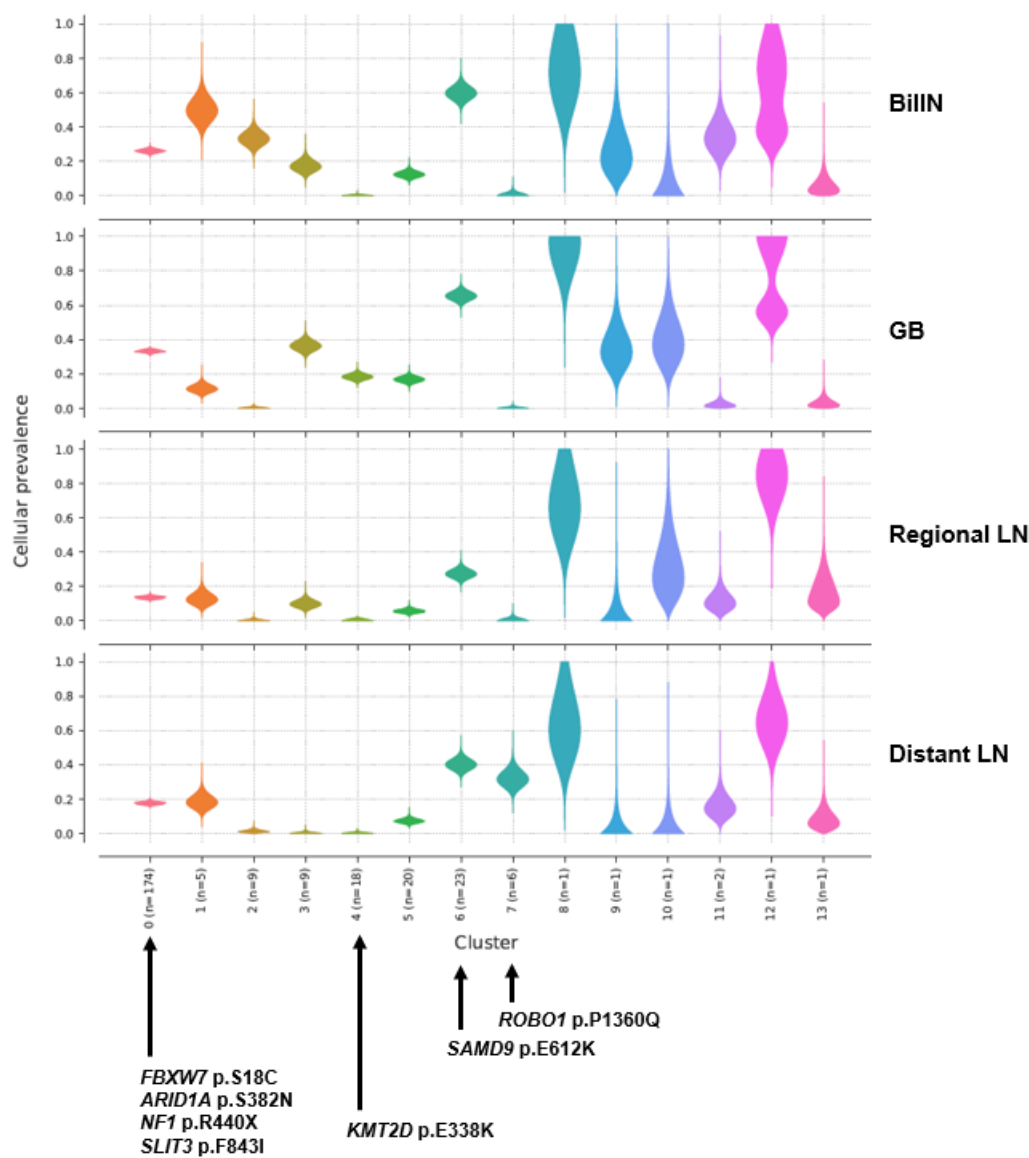 1.0
0.8
0.6
0.4
0.2
0.0
BilIN
1.0
0.8
0.6
0.4
0.2
0.0
GB
Cellular prevalence
1.0
0.8
0.6
0.4
0.2
0.0
Regional LN
1.0
0.8
0.6
0.4
0.2
0.0
Distant LN
0 (n=174)
1 (n=5)
2 (n=9)
3 (n=9)
4 (n=18)
5 (n=20)
6 (n=23)
7 (n=6)
8 (n=1)
9 (n=1)
10 (n=1)
11 (n=2)
12 (n=1)
13 (n=1)
Cluster
ROBO1 p.P1360Q
SAMD9 p.E612K
FBXW7 p.S18C
ARID1A p.S382N
NF1 p.R440X
SLIT3 p.F843I
KMT2D p.E338K